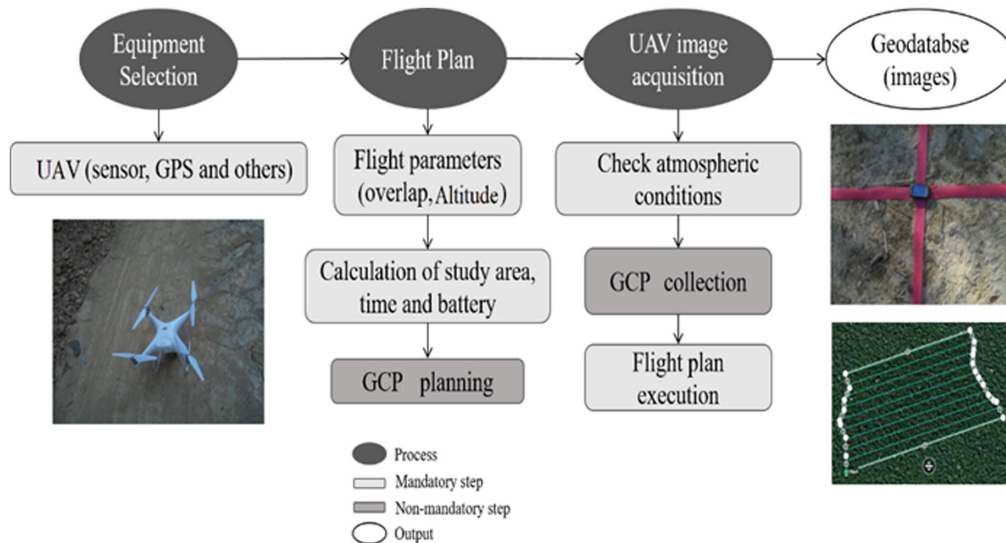 Equipment
Selection
Flight Plan
UAV image
acquisition
Geodatabse
(images)
UAV (sensor, GPS and others)
Flight parameters
(overlap, Altitude)
Calculation of study area,
time and battery
GCP planning
Check atmospheric
conditions
GCP collection
Flight plan
execution
Process
Mandatory step
Non-mandatory step
Output